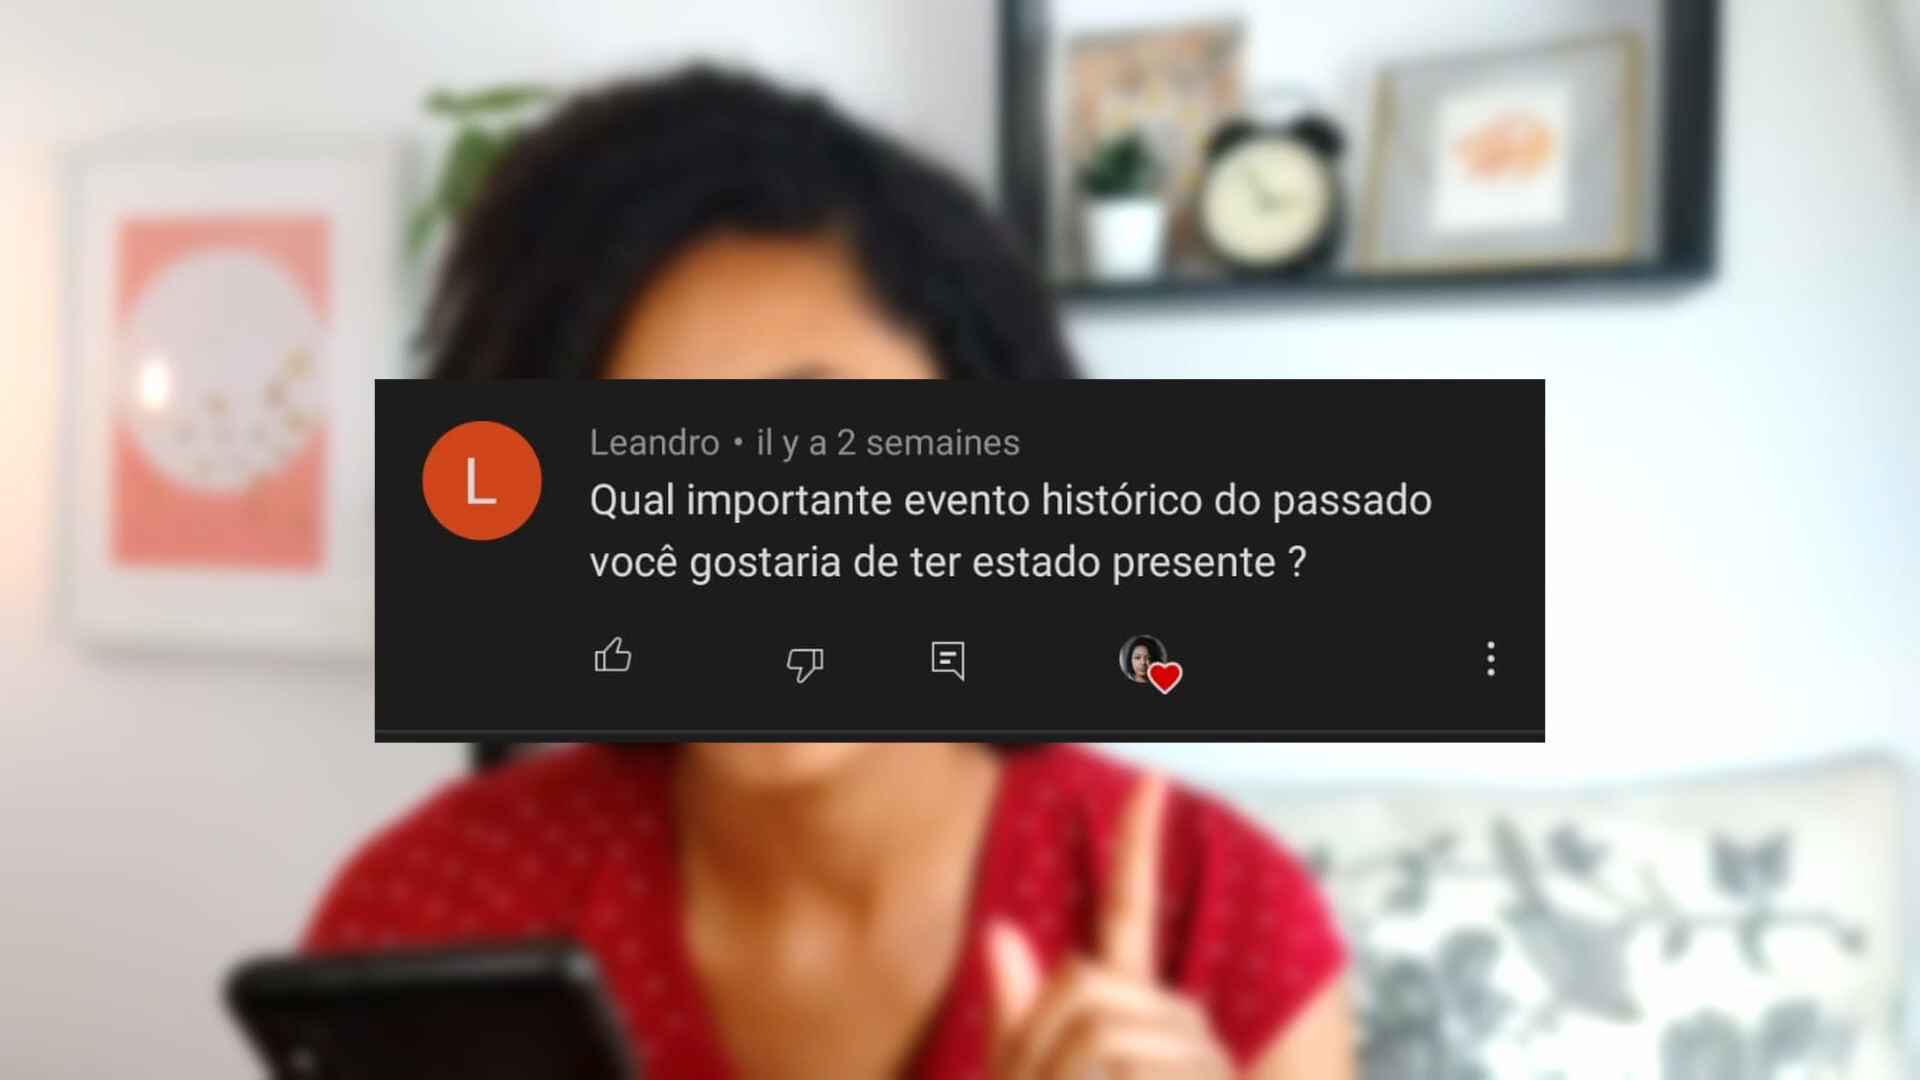 L
Leandro • il y a 2 semaines
Qual importante evento histórico do passado
você gostaria de ter estado presente ?